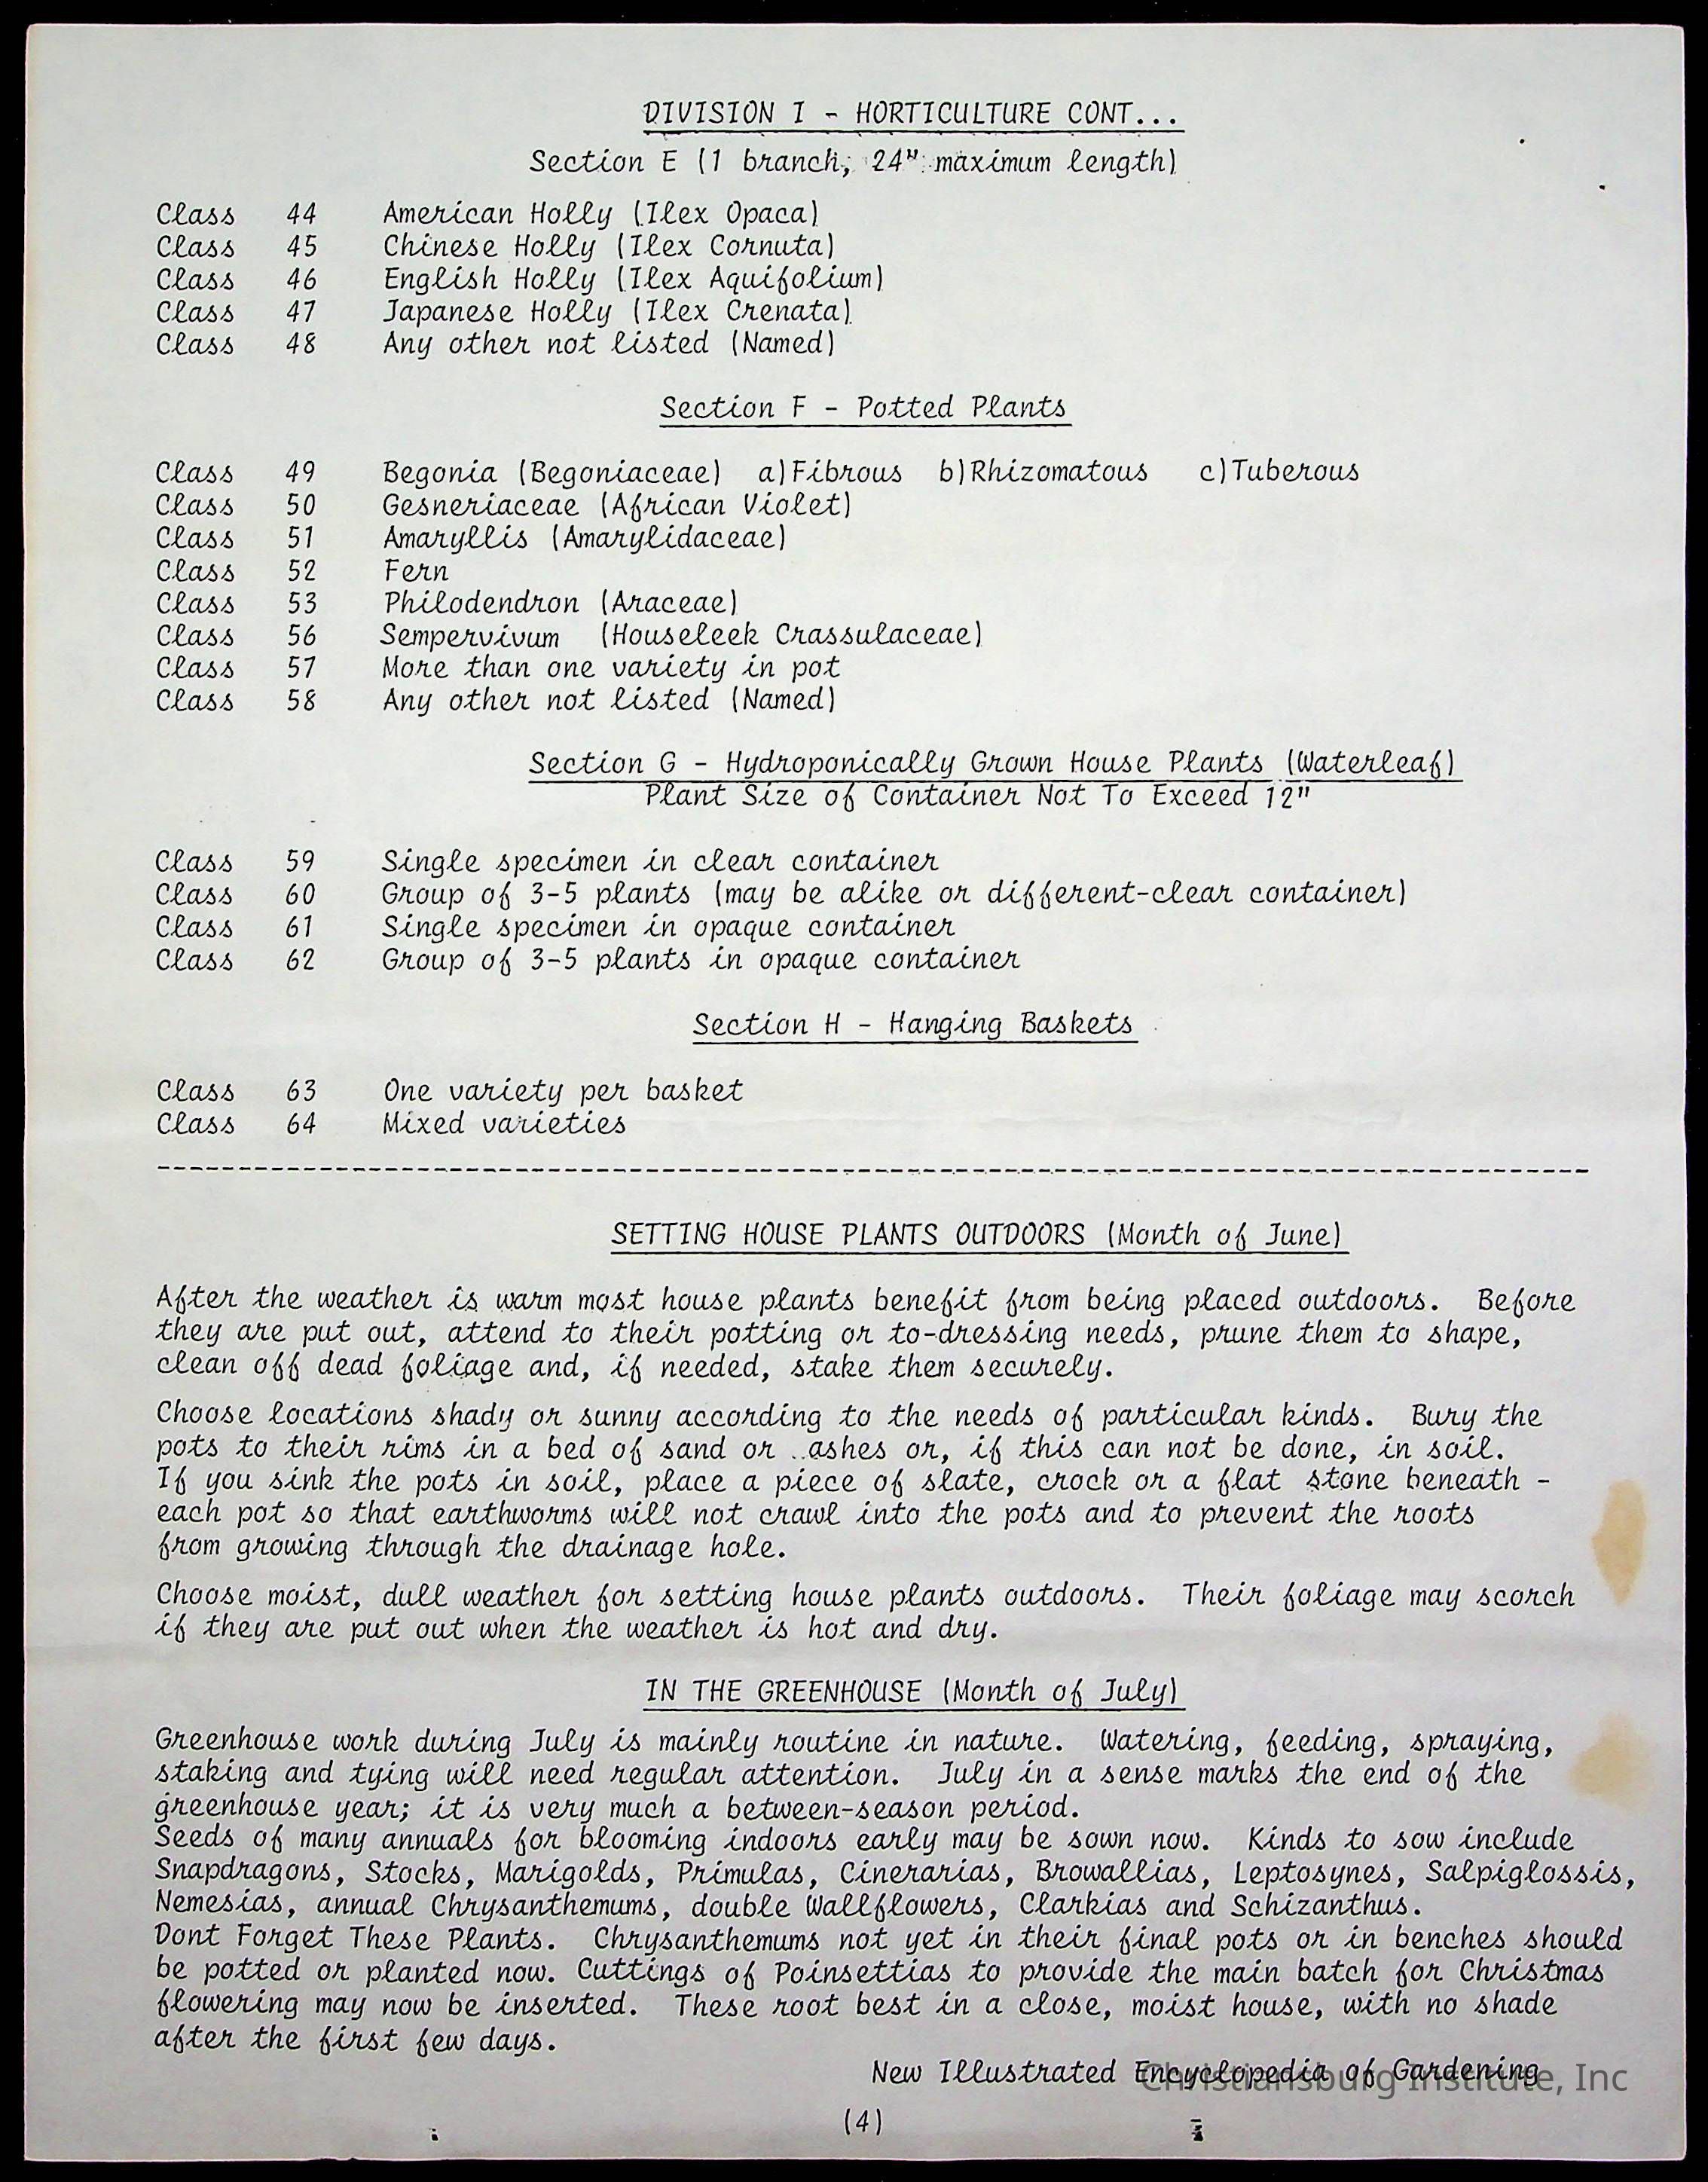 DIVISION I - HORTICULTURE CONT...
Section E (1 branch, 24" maximum length)
Class 44 American Holly (Ilex Opaca)
Class 45 Chinese Holly (Ilex Cornuta)
Class 46 English Holly (Ilex Aquifolium)
Class 47 Japanese Holly (Ilex Crenata)
Class 48 Any other not listed (Named)
Section F - Potted Plants
Class 49 Begonia (Begoniaceae) a)Fibrous b)Rhizomatous c)Tuberous
Class 50 Gesneriaceae (African Violet)
Class 51 Amaryllis (Amarylidaceae)
Class 52 Fern
Class 53 Philodendron (Araceae)
Class 56 Sempervivum (Houseleek Crassulaceae)
Class 57 More than one variety in pot
Class 58 Any other not listed (Named)
Section G - Hydroponically Grown House Plants (Waterleaf)
Plant Size of Container Not To Exceed 12"
Class 59 Single specimen in clear container
Class 60 Group of 3-5 plants (may be alike or different-clear container)
Class 61 Single specimen in opaque container
Class 62 Group of 3-5 plants in opaque container
Section H - Hanging Baskets
Class 63 One variety per basket
Class 64 Mixed varieties
SETTING HOUSE PLANTS OUTDOORS (Month of June)
After the weather is warm most house plants benefit from being placed outdoors. Before
they are put out, attend to their potting or to-dressing needs, prune them to shape,
clean off dead foliage and, if needed, stake them securely.
Choose locations shady or sunny according to the needs of particular kinds. Bury the
pots to their rims in a bed of sand or ashes or, if this can not be done, in soil.
If you sink the pots in soil, place a piece of slate, crock or a flat stone beneath -
each pot so that earthworms will not crawl into the pots and to prevent the roots
from growing through the drainage hole.
Choose moist, dull weather for setting house plants outdoors. Their foliage may scorch
if they are put out when the weather is hot and dry.
IN THE GREENHOUSE (Month of July)
Greenhouse work during July is mainly routine in nature. Watering, feeding, spraying,
staking and tying will need regular attention. July in a sense marks the end of the
greenhouse year; it is very much a between-season period.
Seeds of many annuals for blooming indoors early may be sown now. Kinds to sow include
Snapdragons, Stocks, Marigolds, Primulas, Cinerarias, Browallias, Leptosynes, Salpiglossis,
Nemesias, annual Chrysanthemums, double Wallflowers, Clarkias and Schizanthus.
Dont Forget These Plants. Chrysanthemums not yet in their final pots or in benches should
be potted or planted now. Cuttings of Poinsettias to provide the main batch for Christmas
flowering may now be inserted. These root best in a close, moist house, with no shade
after the first few days.
New Illustrated Encyclopedia of Gardening
Christiansburg Institute, Inc
(4)